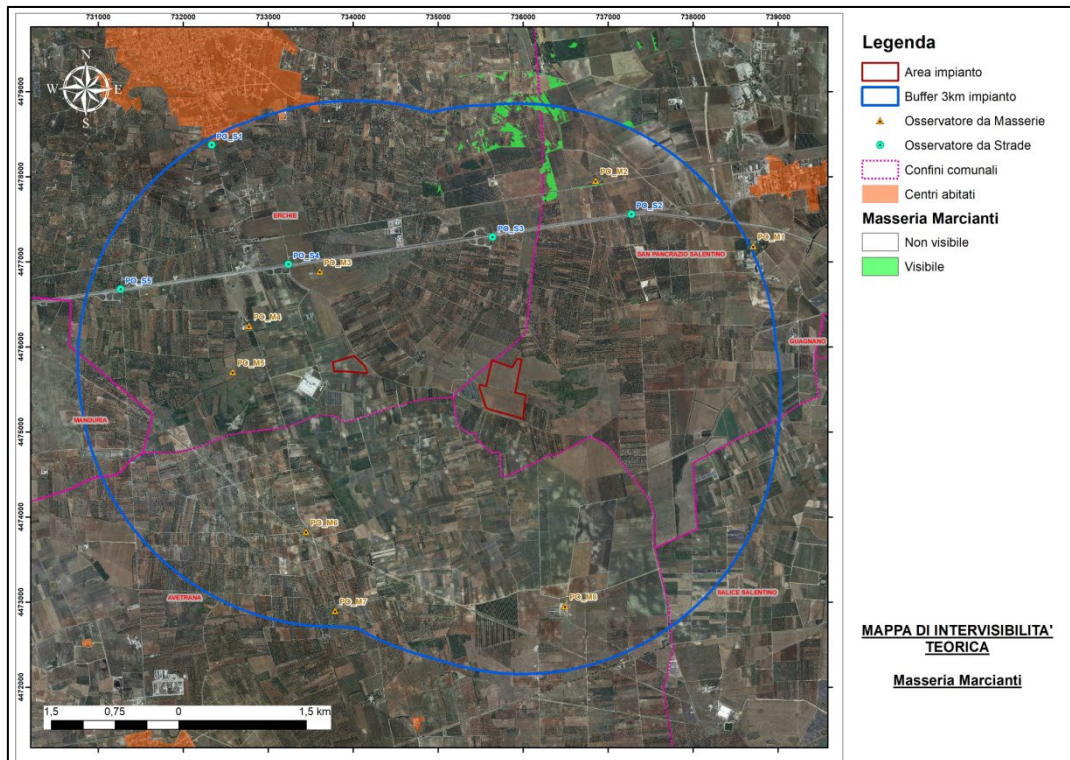 731000
732000
733000
734000
735000
736000
737000
738000
739000
4479000
4478000
4477000
4476000
4475000
4474000
4473000
4472000
N
W
E
S
PO_S1
PO_M2
PO_S2
ERCHIE
PO_S3
PO_M1
SAN PANCRAZIO SALENTINO
PO_S4
PO_M3
PO_S5
PO_M4
GUAGNANO
PO_M5
MANDURIA
PO_M6
AVETRANA
PO_M7
PO_M8
SALICE SALENTINO
1,5 0,75 0 1,5 km
Legenda
Area impianto
Buffer 3km impianto
Osservatore da Masserie
Osservatore da Strade
Confini comunali
Centri abitati
Masseria Marcianti
Non visibile
Visibile
MAPPA DI INTERVISIBILITA'
TEORICA
Masseria Marcianti